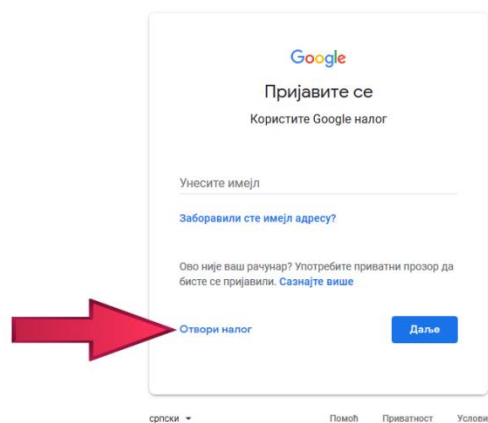 Google
Пријавите се
Користите Google налог
Унесите имејл
Заборавили сте имејл адресу?
Ово није ваш рачунар? Употребите приватни прозор да
бисте се пријавили. Сазнајте више
Отвори налог
Даље
српски
Помоћ Приватност Услови